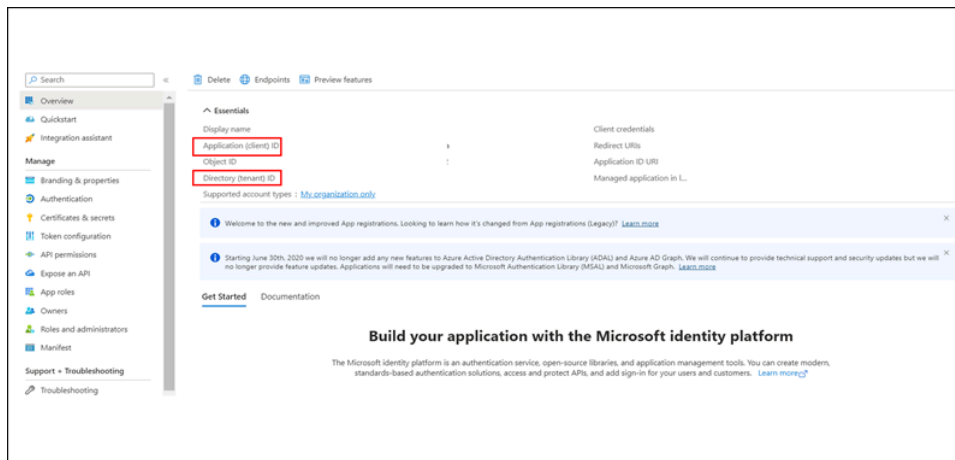 Search
Overview
Quickstart
Integration assistant
Manage
Branding & properties
Authentication
Certificates & secrets
Token configuration
API permissions
Expose an API
App roles
Owners
Roles and administrators
Manifest
Support + Troubleshooting
Troubleshooting
Delete Endpoints Preview features
Essentials
Display name
Application (client) ID
Object ID
Directory (tenant) ID
Supported account types : My organization only
Client credentials
Redirect URIs
Application ID URI
Managed application in l...
Welcome to the new and improved App registrations. Looking to learn how it's changed from App registrations (Legacy)? Learn more
Starting June 30th, 2020 we will no longer add any new features to Azure Active Directory Authentication Library (ADAL) and Azure AD Graph. We will continue to provide technical support and security updates but we will
no longer provide feature updates. Applications will need to be upgraded to Microsoft Authentication Library (MSAL) and Microsoft Graph. Learn more
Get Started Documentation
Build your application with the Microsoft identity platform
The Microsoft identity platform is an authentication service, open-source libraries, and application management tools. You can create modern,
standards-based authentication solutions, access and protect APIs, and add sign-in for your users and customers. Learn more